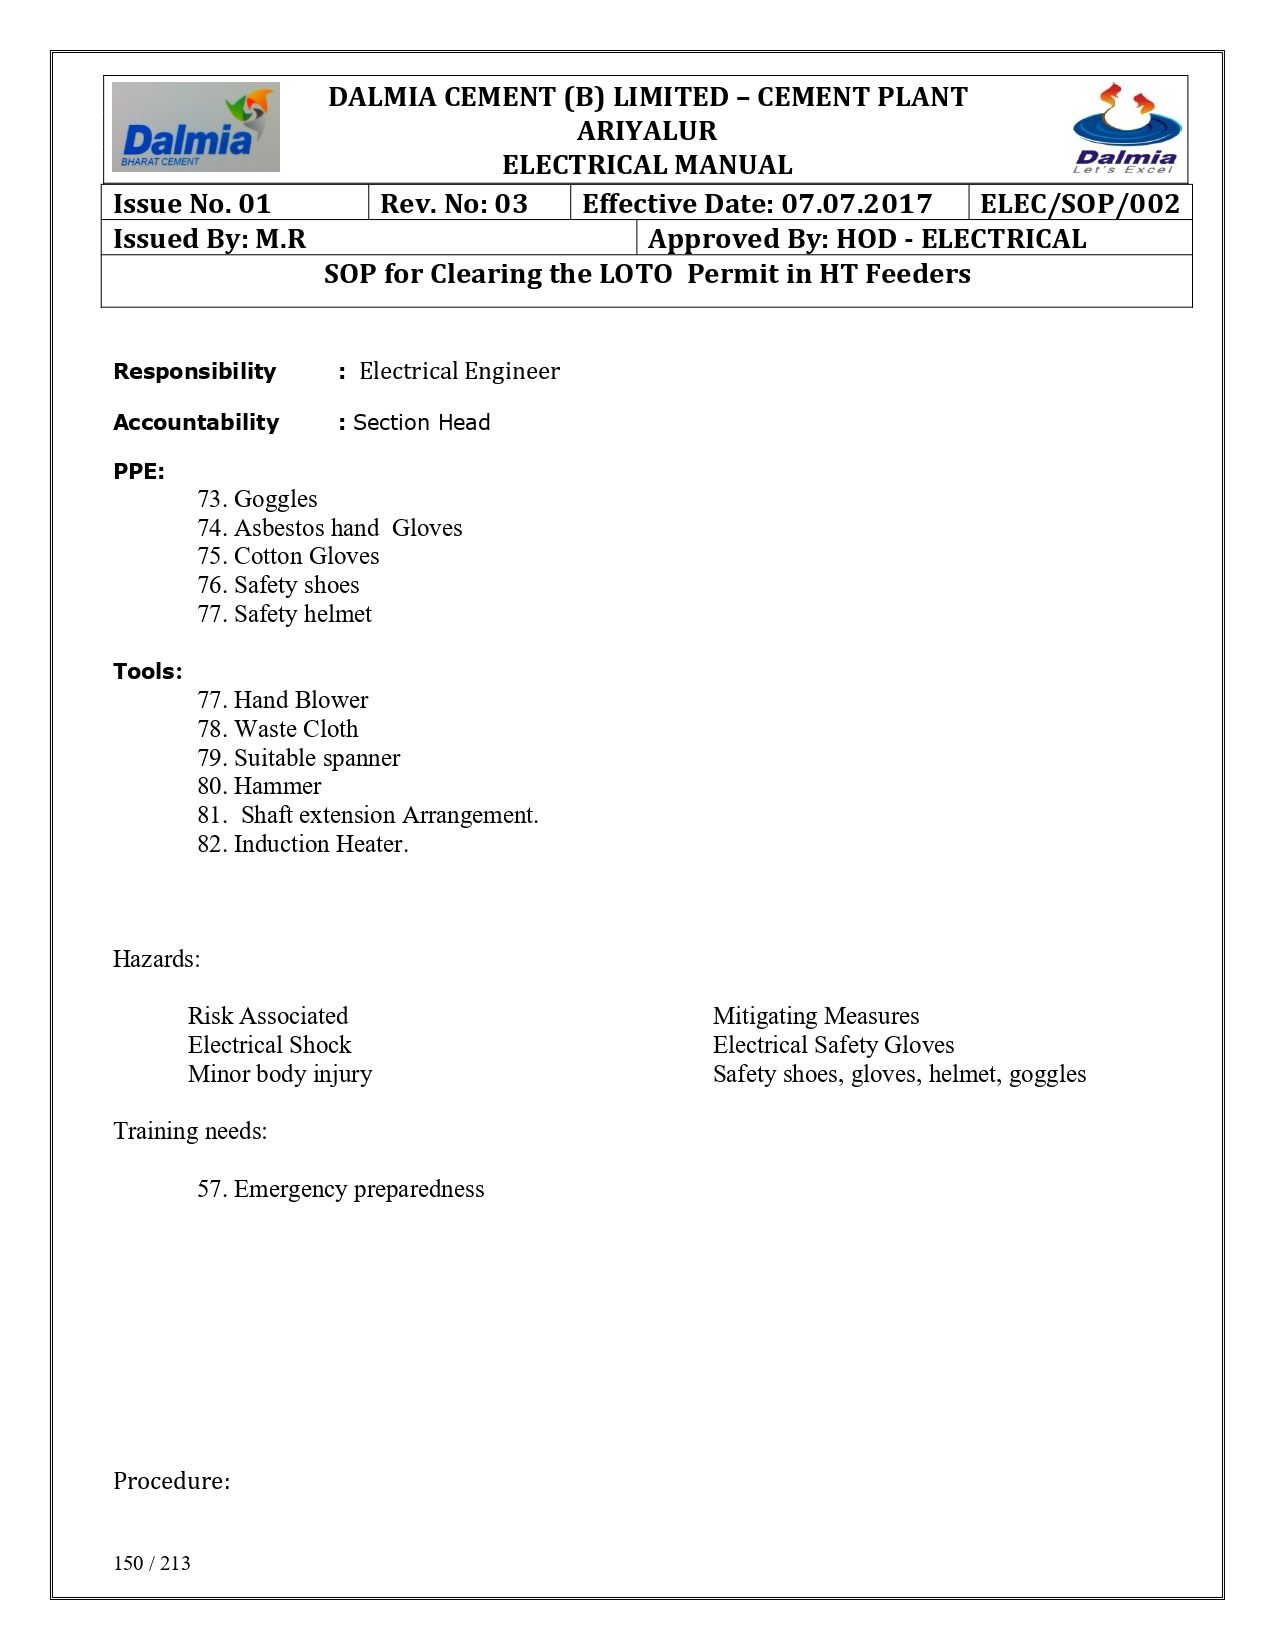 Dalmia
BHARAT CEMENT
DALMIA CEMENT (B) LIMITED – CEMENT PLANT
ARIYALUR
ELECTRICAL MANUAL
Dalmia
Let's Excel
Issue No. 01 Rev. No: 03 Effective Date: 07.07.2017 ELEC/SOP/002
Issued By: M.R Approved By: HOD - ELECTRICAL
SOP for Clearing the LOTO  Permit in HT Feeders
Responsibility : Electrical Engineer
Accountability : Section Head
PPE:
73. Goggles
74. Asbestos hand  Gloves
75. Cotton Gloves
76. Safety shoes
77. Safety helmet
Tools:
77. Hand Blower
78. Waste Cloth
79. Suitable spanner
80. Hammer
81.  Shaft extension Arrangement.
82. Induction Heater.
Hazards:
Risk Associated Mitigating Measures
Electrical Shock Electrical Safety Gloves
Minor body injury Safety shoes, gloves, helmet, goggles
Training needs:
57. Emergency preparedness
Procedure:
150 / 213